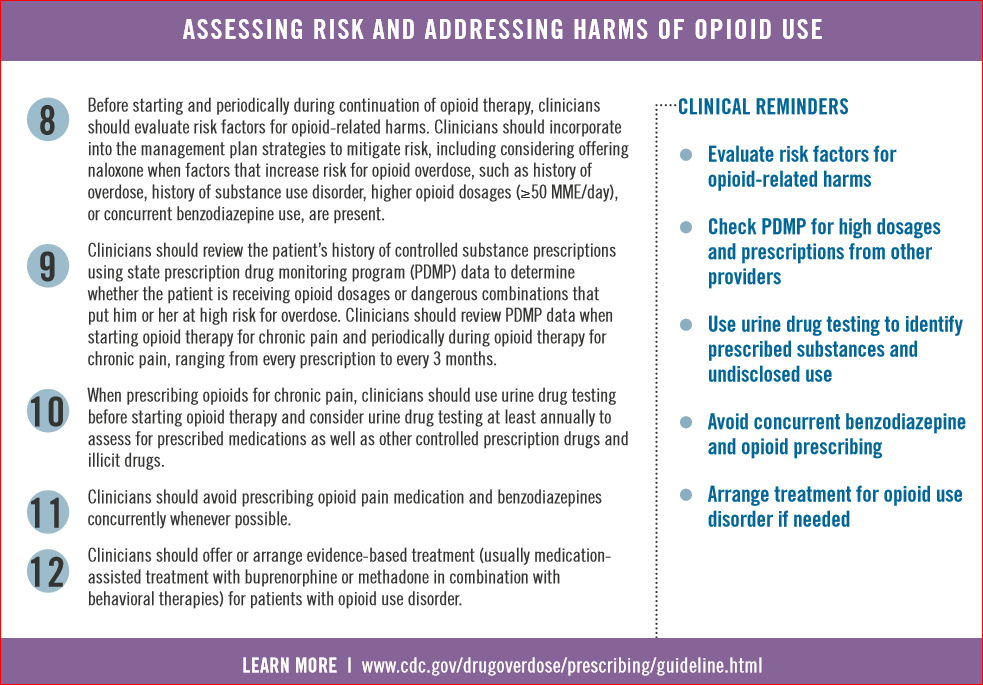 ASSESSING RISK AND ADDRESSING HARMS OF OPIOID USE
8
Before starting and periodically during continuation of opioid therapy, clinicians
should evaluate risk factors for opioid-related harms. Clinicians should incorporate
into the management plan strategies to mitigate risk, including considering offering
naloxone when factors that increase risk for opioid overdose, such as history of
overdose, history of substance use disorder, higher opioid dosages (≥50 MME/day),
or concurrent benzodiazepine use, are present.
9
Clinicians should review the patient’s history of controlled substance prescriptions
using state prescription drug monitoring program (PDMP) data to determine
whether the patient is receiving opioid dosages or dangerous combinations that
put him or her at high risk for overdose. Clinicians should review PDMP data when
starting opioid therapy for chronic pain and periodically during opioid therapy for
chronic pain, ranging from every prescription to every 3 months.
10
When prescribing opioids for chronic pain, clinicians should use urine drug testing
before starting opioid therapy and consider urine drug testing at least annually to
assess for prescribed medications as well as other controlled prescription drugs and
illicit drugs.
11
Clinicians should avoid prescribing opioid pain medication and benzodiazepines
concurrently whenever possible.
12
Clinicians should offer or arrange evidence-based treatment (usually medication-
assisted treatment with buprenorphine or methadone in combination with
behavioral therapies) for patients with opioid use disorder.
CLINICAL REMINDERS
Evaluate risk factors for
opioid-related harms
Check PDMP for high dosages
and prescriptions from other
providers
Use urine drug testing to identify
prescribed substances and
undisclosed use
Avoid concurrent benzodiazepine
and opioid prescribing
Arrange treatment for opioid use
disorder if needed
LEARN MORE | www.cdc.gov/drugoverdose/prescribing/guideline.html